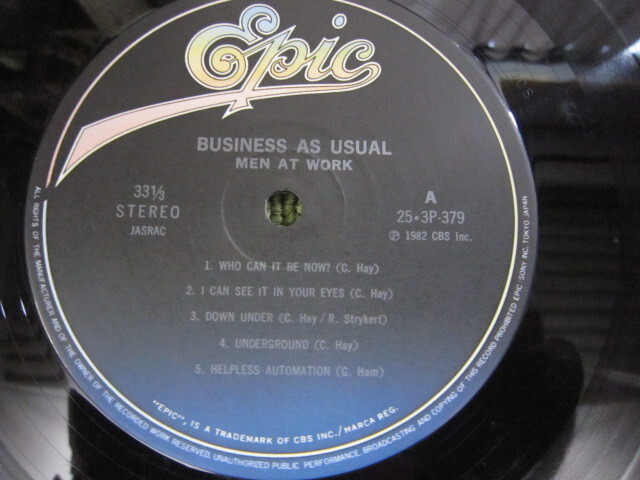 Epic
BUSINESS AS USUAL
MEN AT WORK
33⅓
STEREO
JASRAC
A
25•3P-379
Ⓟ 1982 CBS Inc.
1. WHO CAN IT BE NOW? (C. Hay)
2. I CAN SEE IT IN YOUR EYES (C. Hay)
3. DOWN UNDER (C. Hay/R. Strykert)
4. UNDERGROUND (C. Hay)
5. HELPLESS AUTOMATION (G. Ham)
"EPIC", IS A TRADEMARK OF CBS INC./MARCA REG.
ALL RIGHTS OF THE MANUFACTURER AND OF THE OWNER OF THE RECORDED WORK RESERVED. UNAUTHORIZED PUBLIC PERFORMANCE, BROADCASTING AND COPYING OF THIS RECORD PROHIBITED EPIC/SONY INC. TOKYO JAPAN